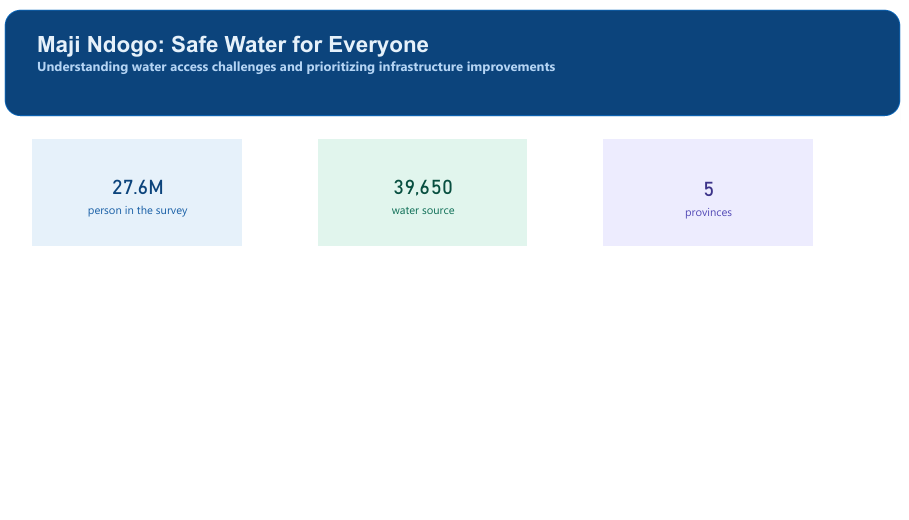 Maji Ndogo: Safe Water for Everyone
Understanding water access challenges and prioritizing infrastructure improvements
27.6M
person in the survey
39,650
water source
5
provinces